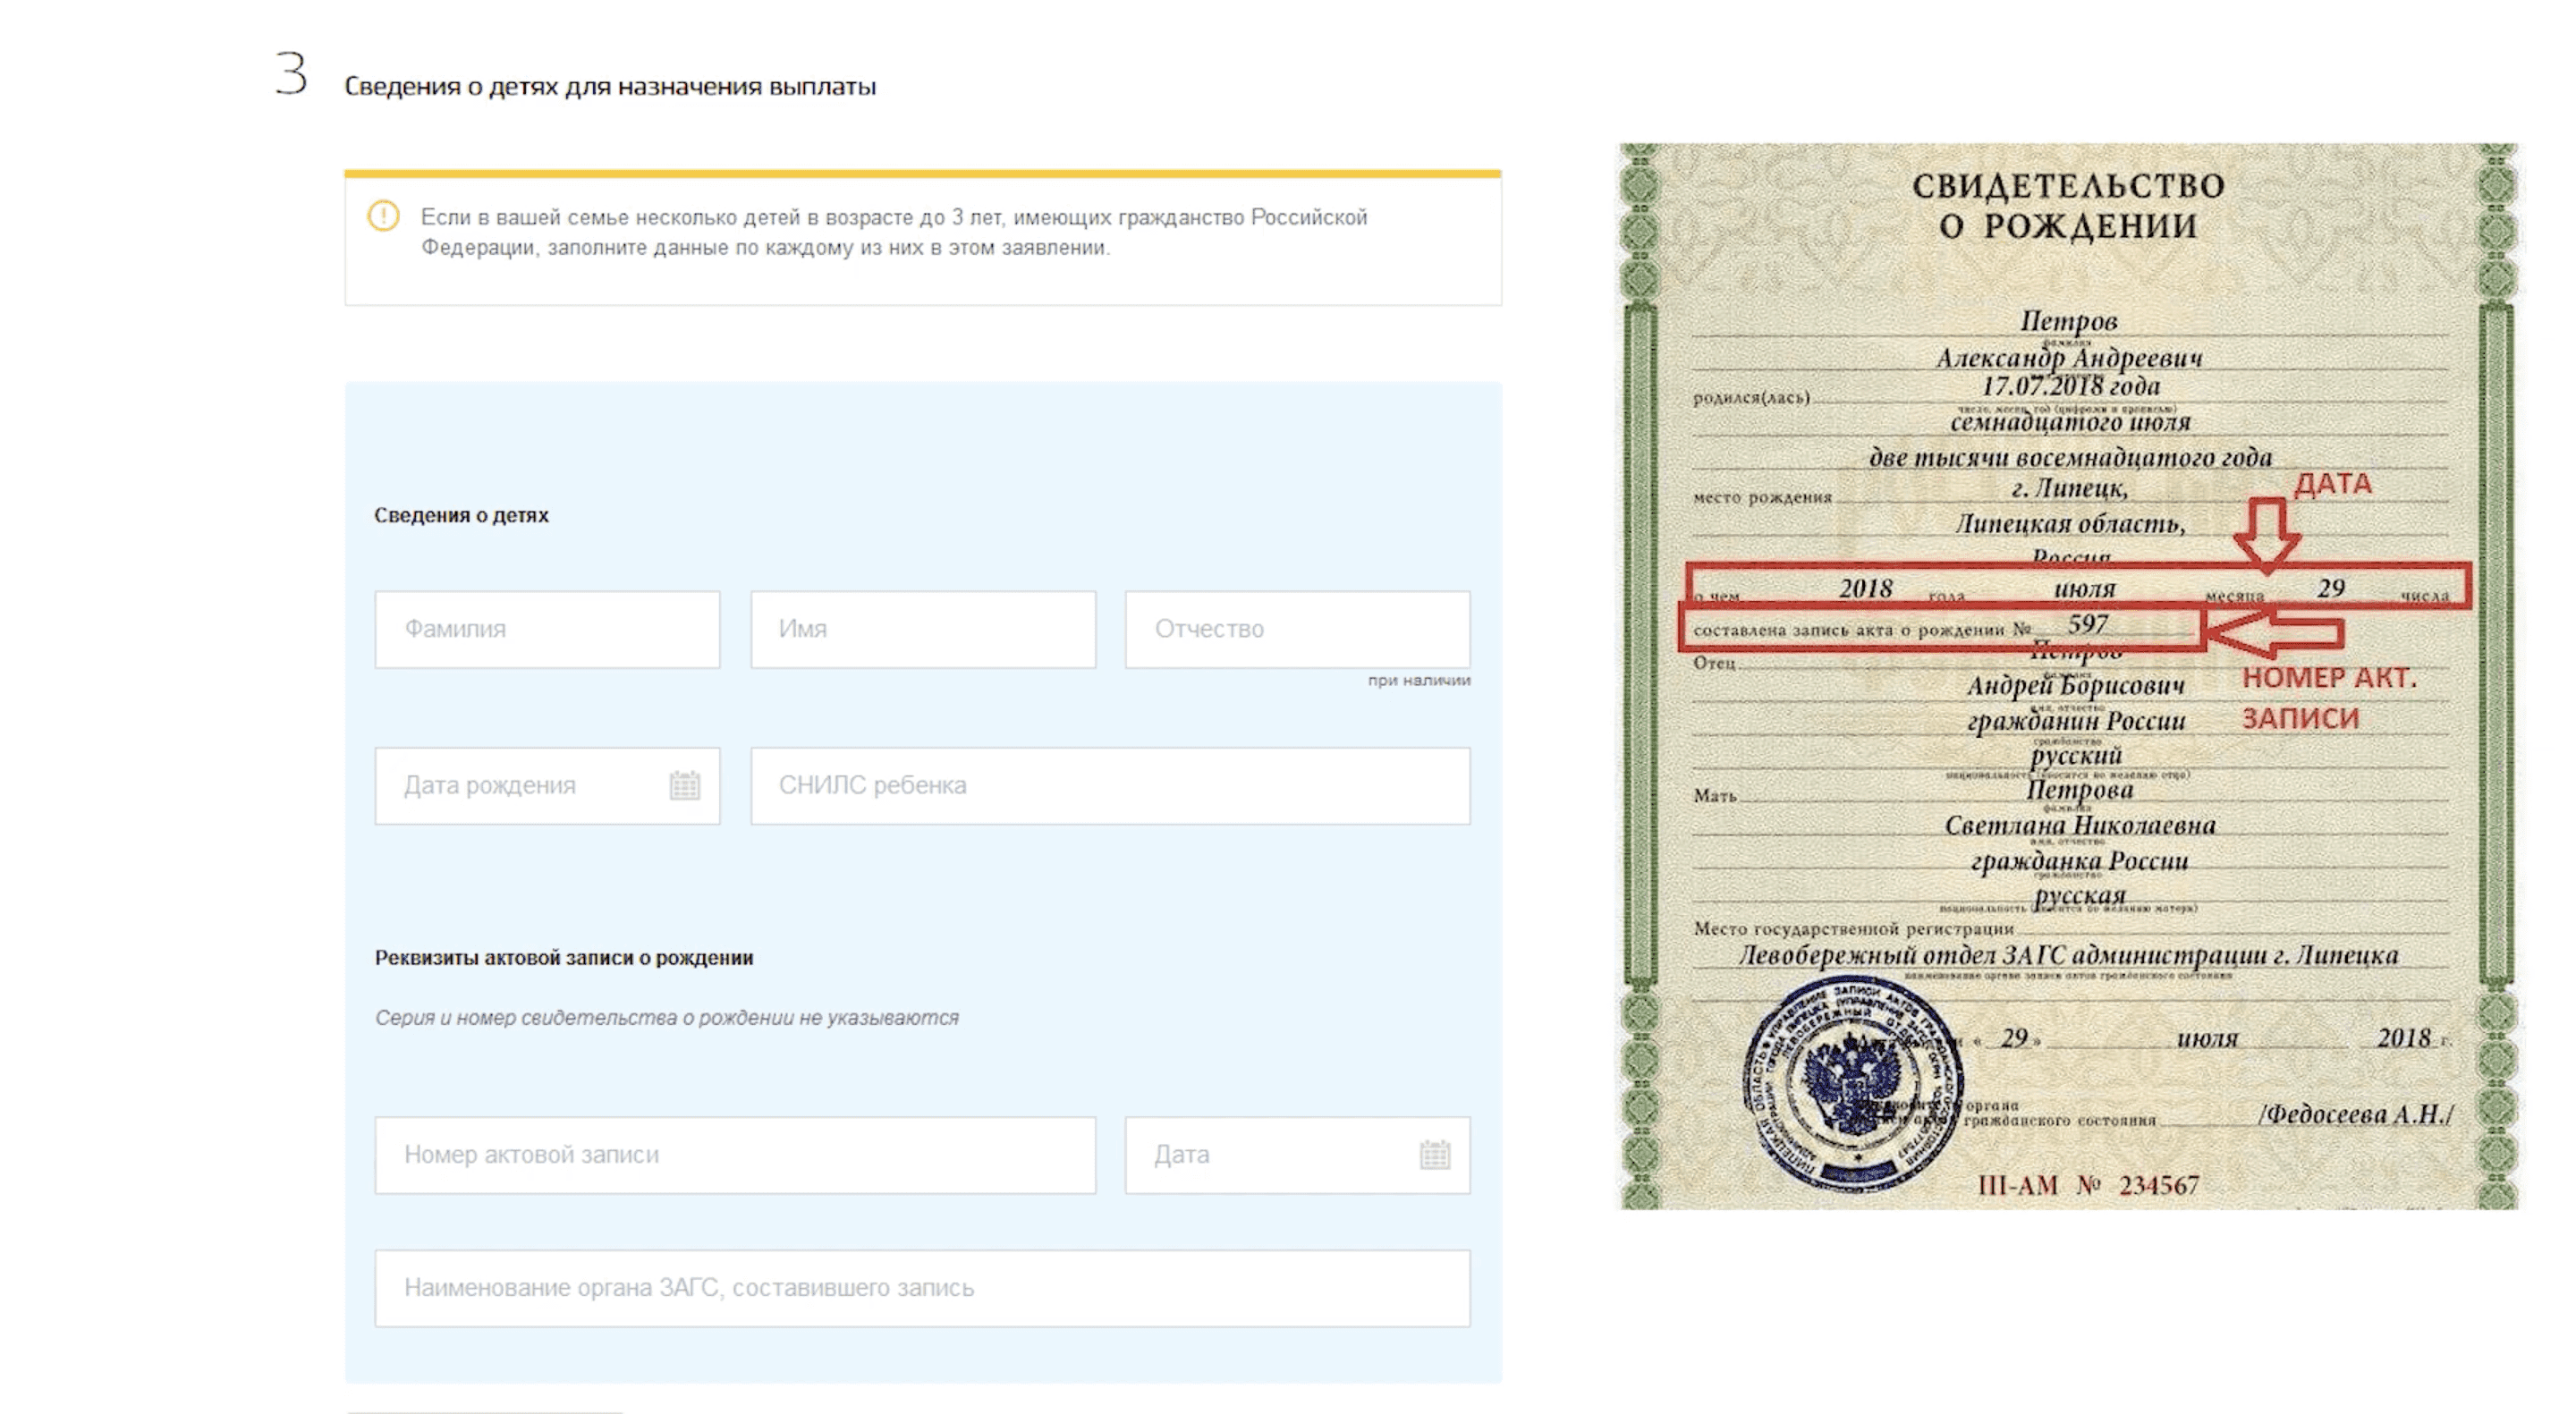 3
Сведения о детях для назначения выплаты
Если в вашей семье несколько детей в возрасте до 3 лет, имеющих гражданство Российской
Федерации, заполните данные по каждому из них в этом заявлении.
Сведения о детях
Фамилия
Имя
Отчество
при наличии
Дата рождения
СНИЛС ребенка
Реквизиты актовой записи о рождении
Серия и номер свидетельства о рождении не указываются
Номер актовой записи
Дата
Наименование органа ЗАГС, составившего запись
СВИДЕТЕЛЬСТВО
О РОЖДЕНИИ
Петров
фамилия
Александр Андреевич
родился(лась) 17.07.2018 года
число, месяц, год (цифрами и прописью)
семнадцатого июля
две тысячи восемнадцатого года
ДАТА
место рождения г. Липецк,
Липецкая область,
Россия
о чем 2018 года июля месяца 29 числа
составлена запись акта о рождении № 597
Отец Петров
фамилия
Андрей Борисович
имя, отчество
НОМЕР АКТ.
ЗАПИСИ
гражданин России
гражданство
русский
национальность (вносится по желанию отца)
Мать Петрова
фамилия
Светлана Николаевна
имя, отчество
гражданка России
гражданство
русская
национальность (вносится по желанию матери)
Место государственной регистрации
Левобережный отдел ЗАГС администрации г. Липецка
наименование органа записи актов гражданского состояния
« 29 » июля 2018 г.
органа
гражданского состояния /Федосеева А.Н./
III-АМ № 234567